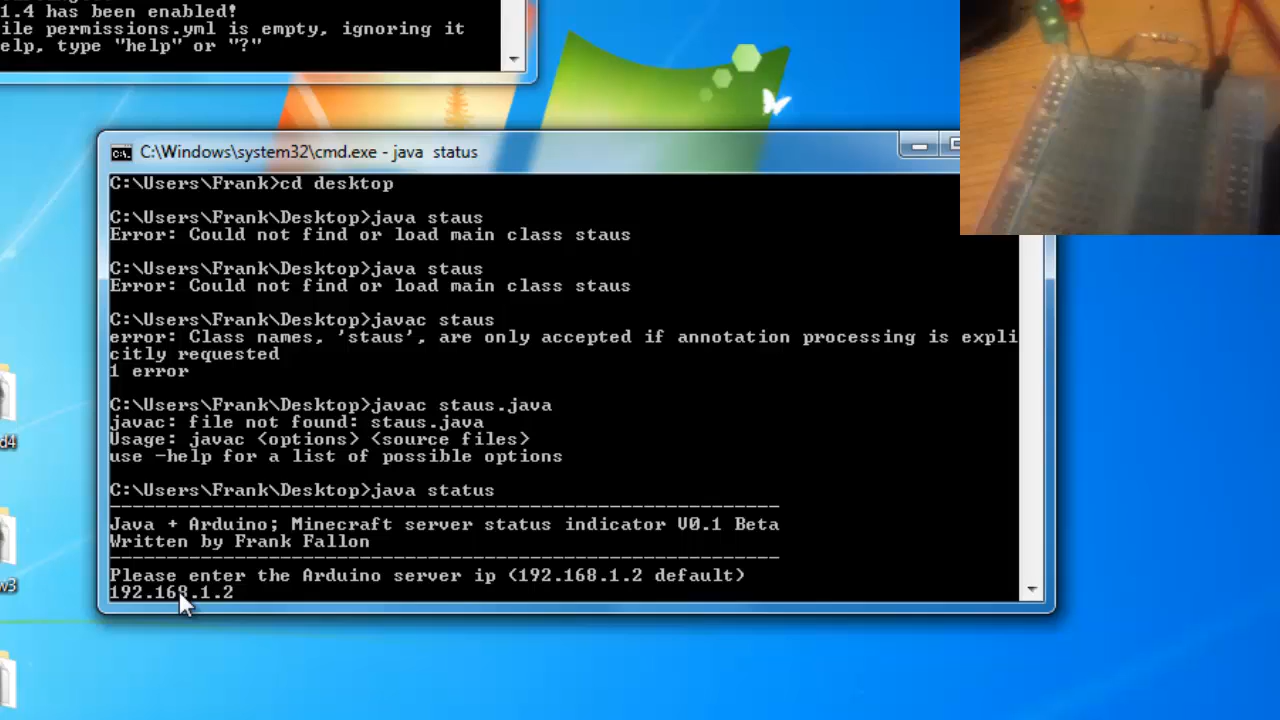 1.4 has been enabled!
ile permissions.yml is empty, ignoring it
elp, type "help" or "?"
C:\Windows\system32\cmd.exe - java  status
C:\Users\Frank>cd desktop
C:\Users\Frank\Desktop>java staus
Error: Could not find or load main class staus
C:\Users\Frank\Desktop>java staus
Error: Could not find or load main class staus
C:\Users\Frank\Desktop>javac staus
error: Class names, 'staus', are only accepted if annotation processing is expli
citly requested
1 error
C:\Users\Frank\Desktop>javac staus.java
javac: file not found: staus.java
Usage: javac <options> <source files>
use -help for a list of possible options
C:\Users\Frank\Desktop>java status
Java + Arduino; Minecraft server status indicator V0.1 Beta
Written by Frank Fallon
Please enter the Arduino server ip (192.168.1.2 default)
192.168.1.2
d4
w3